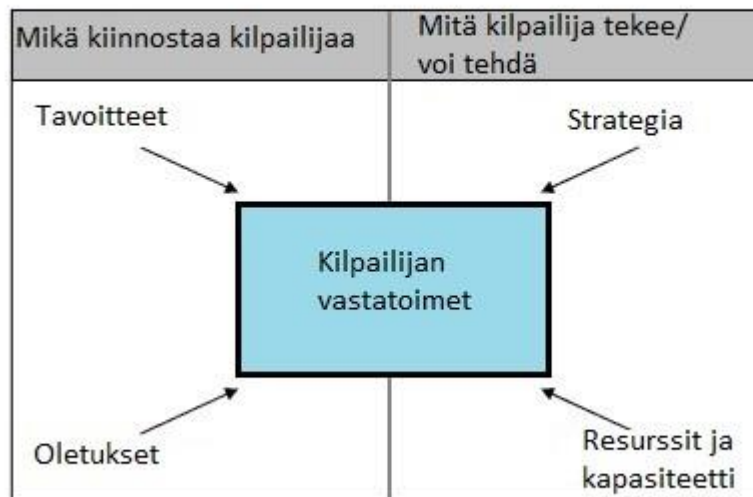 Mikä kiinnostaa kilpailijaa
Mitä kilpailija tekee/
voi tehdä
Tavoitteet
Strategia
Kilpailijan
vastatoimet
Oletukset
Resurssit ja
kapasiteetti